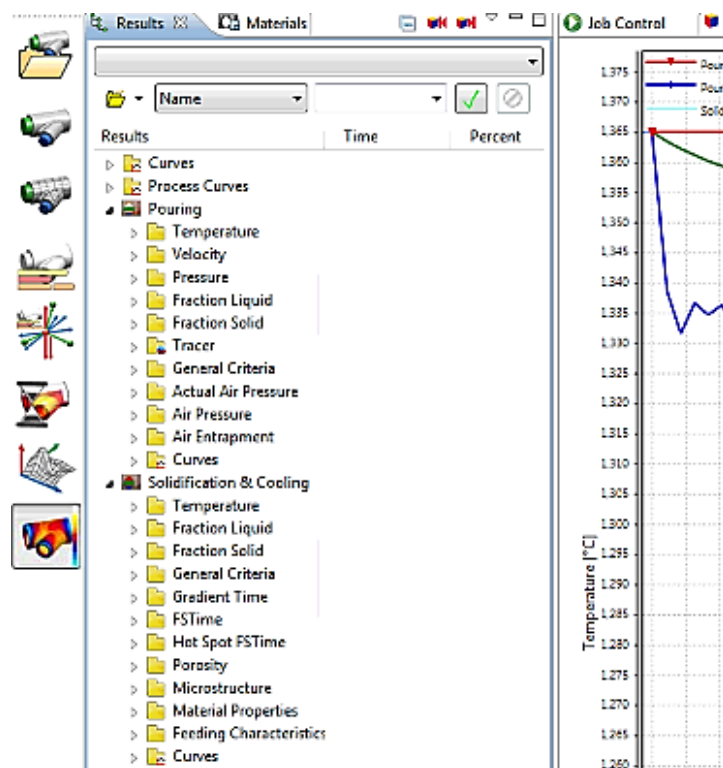 Results Materials
Job Control
Name
Results Time Percent
Curves
Process Curves
Pouring
Temperature
Velocity
Pressure
Fraction Liquid
Fraction Solid
Tracer
General Criteria
Actual Air Pressure
Air Pressure
Air Entrapment
Curves
Solidification & Cooling
Temperature
Fraction Liquid
Fraction Solid
General Criteria
Gradient Time
FSTime
Hot Spot FSTime
Porosity
Microstructure
Material Properties
Feeding Characteristics
Curves
Pour
Pour
Solid
1.375
1.370
1.365
1.360
1.355
1.350
1.345
1.340
1.335
1.330
1.325
1.320
1.315
1.310
1.305
1.300
1.295
1.290
1.285
1.280
1.275
1.270
1.265
1.260
Temperature [°C]